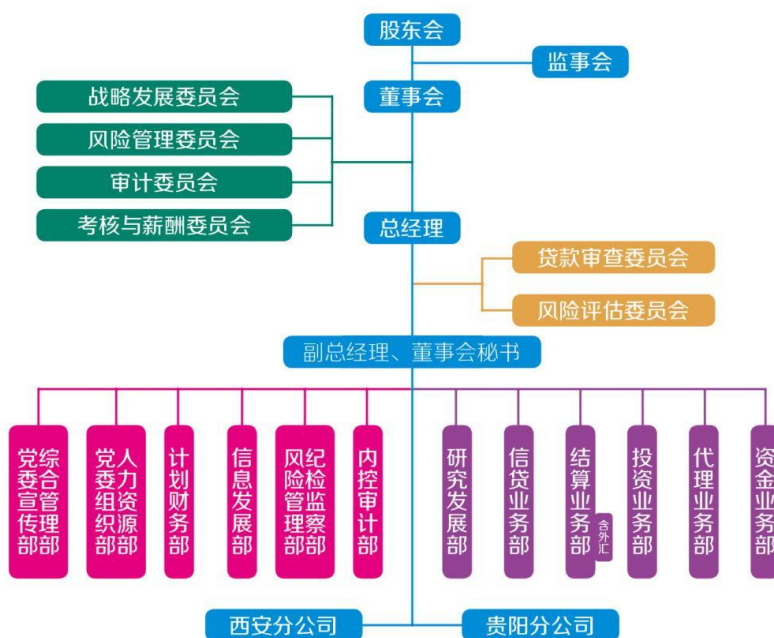 股东会
监事会
董事会
战略发展委员会
风险管理委员会
审计委员会
考核与薪酬委员会
总经理
贷款审查委员会
风险评估委员会
副总经理、董事会秘书
综合管理部
党委宣传部
人力资源部
党委组织部
计划财务部
信息发展部
纪检监察部
风险管理部
内控审计部
研究发展部
信贷业务部
结算业务部
含外汇
投资业务部
代理业务部
资金业务部
西安分公司
贵阳分公司